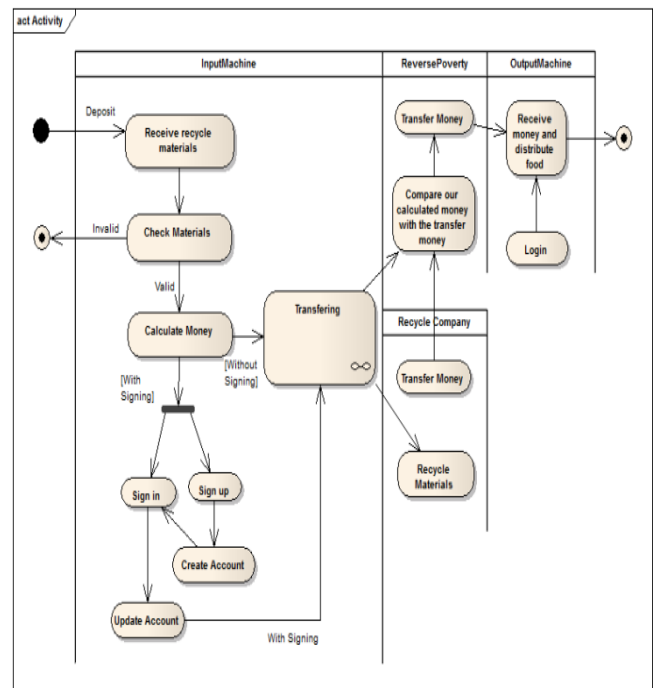 act Activity
InputMachine
ReversePoverty
OutputMachine
Deposit
Receive recycle
materials
Transfer Money
Receive
money and
distribute
food
Invalid
Check Materials
Compare our
calculated money
with the transfer
money
Login
Valid
Calculate Money
Transfering
[Without
Signing]
Recycle Company
Transfer Money
[With
Signing]
Recycle
Materials
Sign in
Sign up
Create Account
Update Account
With Signing